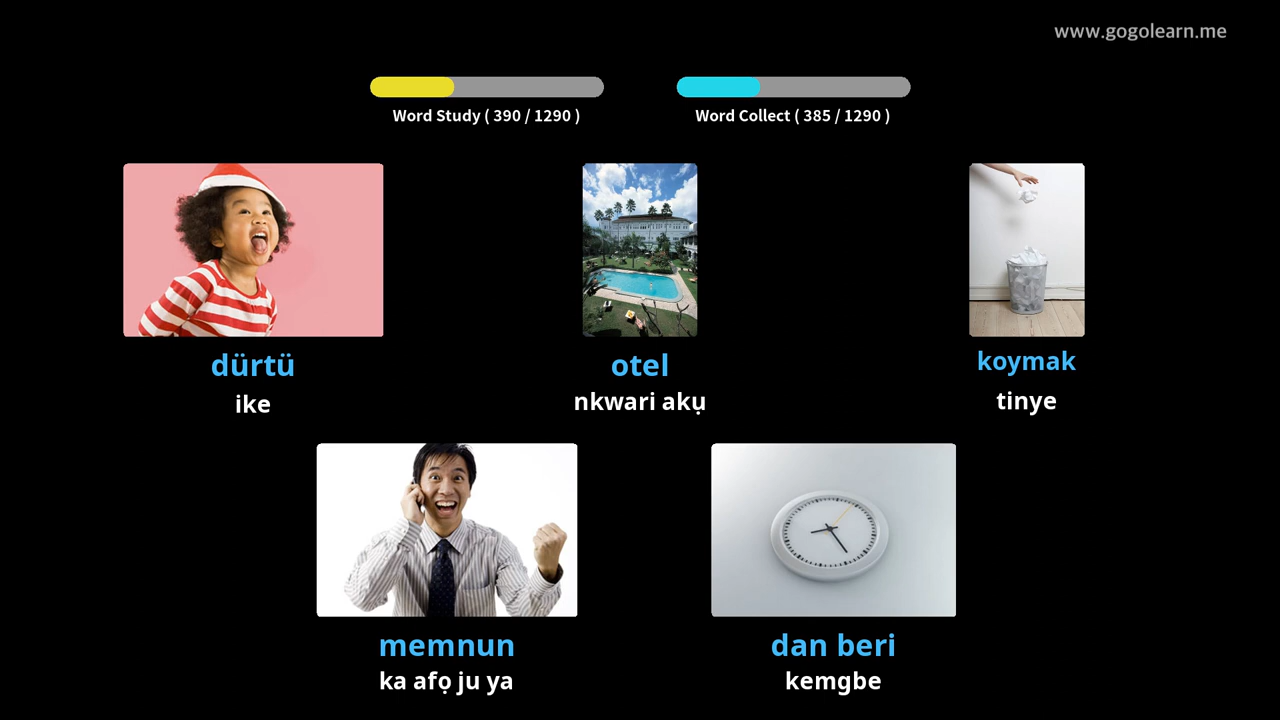 www.gogolearn.me
Word Study ( 390 / 1290 )
Word Collect ( 385 / 1290 )
dürtü
ike
otel
nkwari akụ
koymak
tinye
memnun
ka afọ ju ya
dan beri
kemgbe